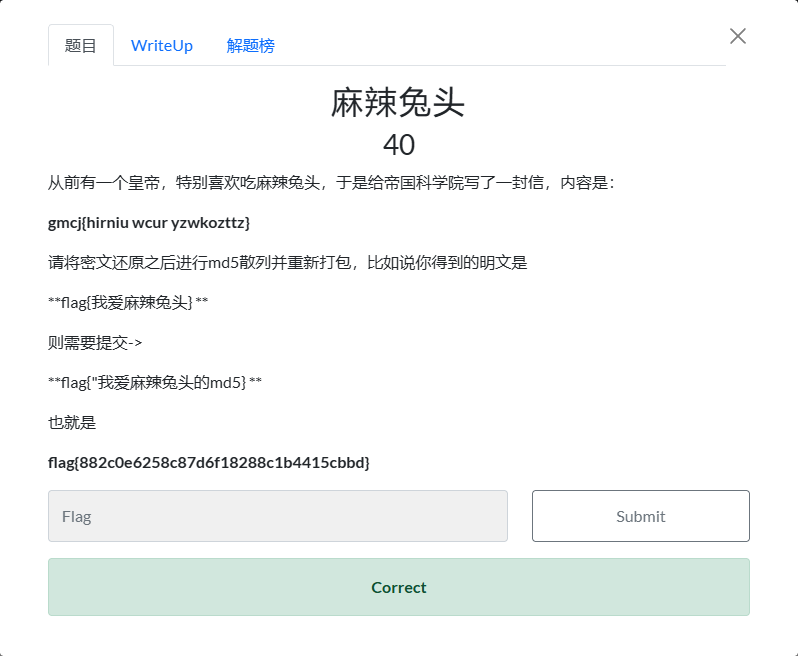 题目 WriteUp 解题榜
麻辣兔头
40
从前有一个皇帝，特别喜欢吃麻辣兔头，于是给帝国科学院写了一封信，内容是：
gmcj{hirniu wcur yzwkozttz}
请将密文还原之后进行md5散列并重新打包，比如说你得到的明文是
**flag{我爱麻辣兔头} **
则需要提交->
**flag{"我爱麻辣兔头的md5} **
也就是
flag{882c0e6258c87d6f18288c1b4415cbbd}
Flag Submit
Correct